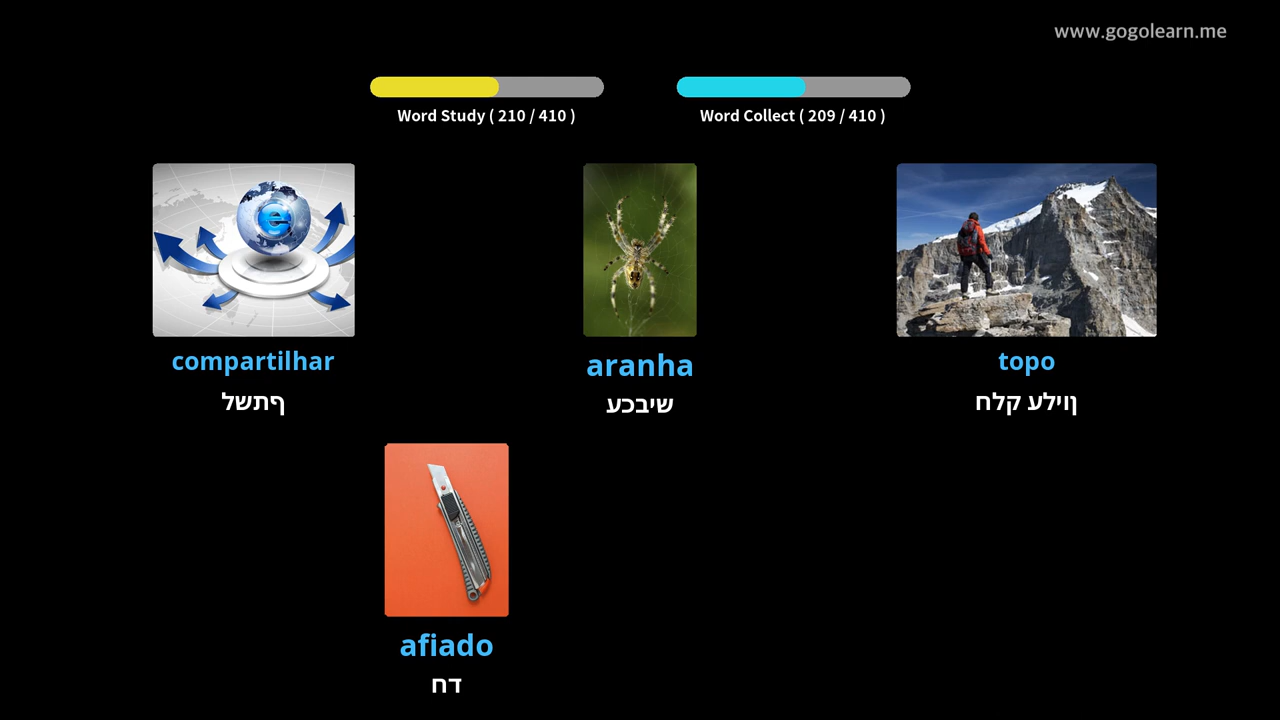 www.gogolearn.me
Word Study ( 210 / 410 )
Word Collect ( 209 / 410 )
compartilhar
ףתשל
aranha
שיבכע
topo
ןוילע קלח
afiado
דח